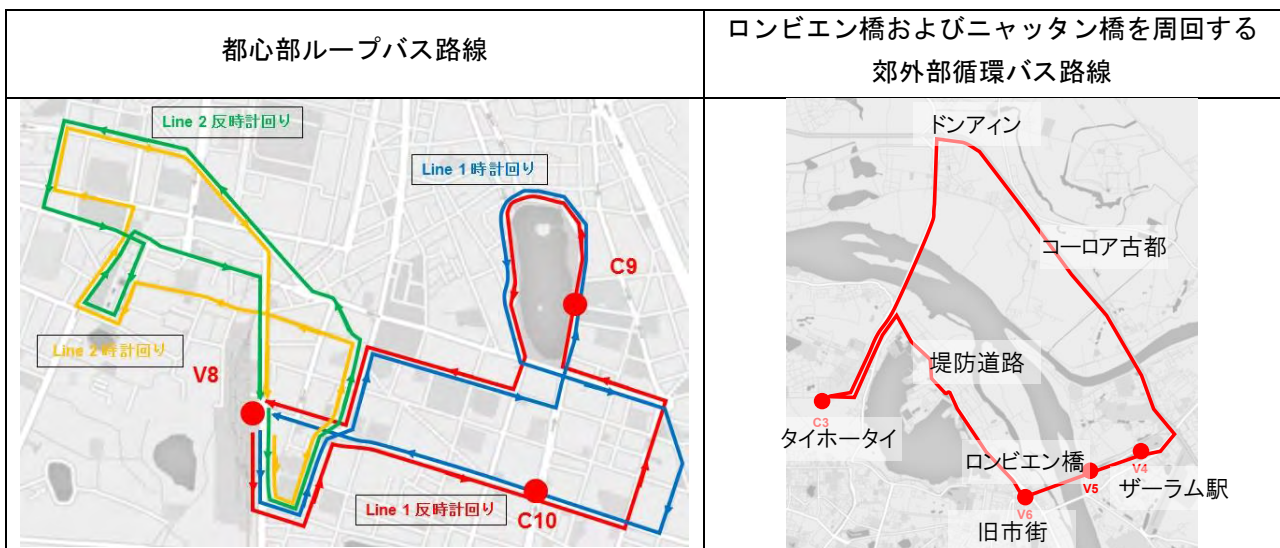 都心部ループバス路線
ロンビエン橋およびニャッタン橋を周回する
郊外部循環バス路線
Line 2 反時計回り
Line 1 時計回り
C9
Line 2 時計回り
V8
Line 1 反時計回り
C10
ドンアィン
コーロア古都
堤防道路
C3
タイホータイ
ロンビエン橋
V4
V5
ザーラム駅
V6
旧市街